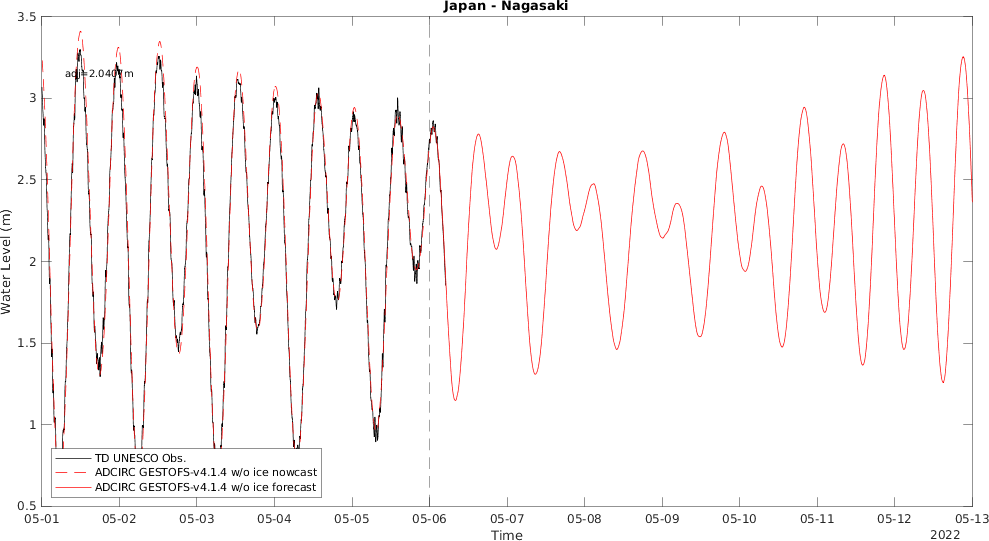 Japan - Nagasaki
3.5
3
2.5
2
1.5
1
0.5
Water Level (m)
adj=2.0407m
TD UNESCO Obs.
ADCIRC GESTOFS-v4.1.4 w/o ice nowcast
ADCIRC GESTOFS-v4.1.4 w/o ice forecast
05-01 05-02 05-03 05-04 05-05 05-06 05-07 05-08 05-09 05-10 05-11 05-12 05-13
Time
2022